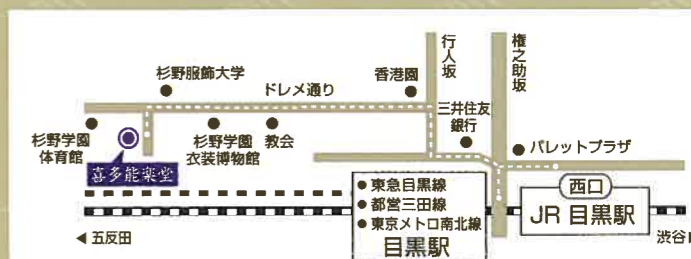 行人坂
権之助坂
杉野服飾大学
ドレメ通り
香港園
三井住友
銀行
杉野学園
体育館
杉野学園
衣装博物館
教会
パレットプラザ
喜多能楽堂
●東急目黒線
●都営三田線
●東京メトロ南北線
目黒駅
西口
JR 目黒駅
◀ 五反田
渋谷